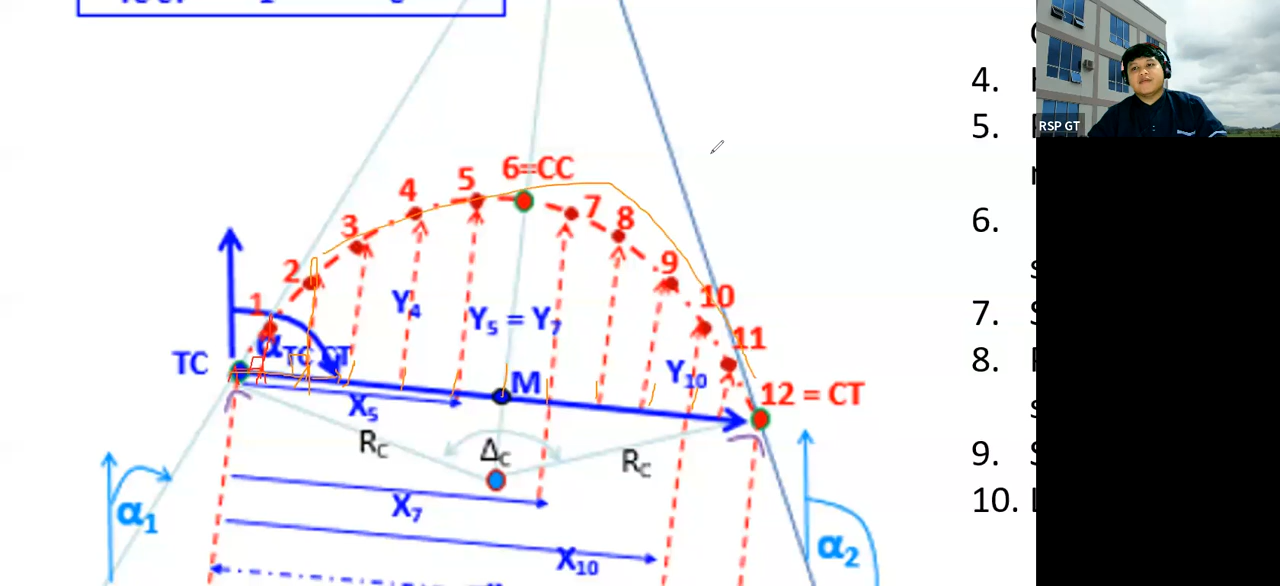 4.
5.
RSP GT
6=CC
5
4
7
3
8
6.
9
2
10
1
Y4
Y5 = Y7
7.
11
TC
αTC CT
8.
M
Y10
12 = CT
X5
RC
ΔC
RC
9.
X7
10.
α1
α2
X10